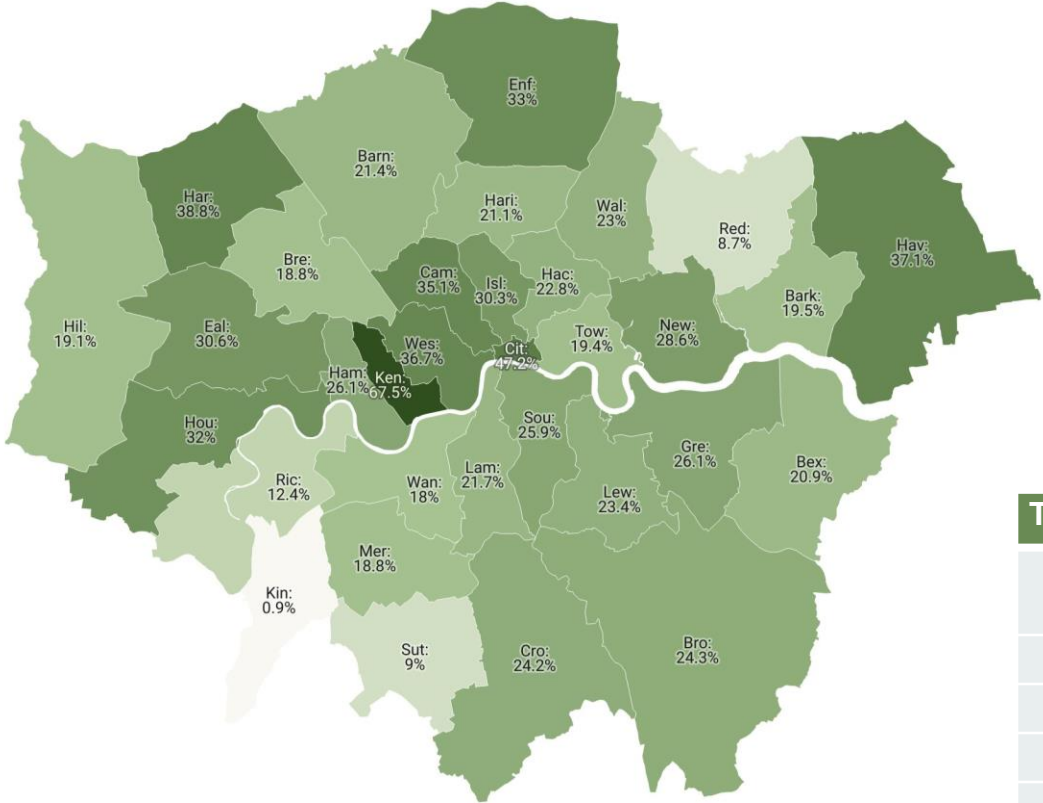 Enf:
33%
Barn:
21.4%
Har:
38.8%
Hari:
21.1%
Wal:
23%
Red:
8.7%
Hav:
37.1%
Bre:
18.8%
Cam:
35.1%
Isl:
30.3%
Hac:
22.8%
Bark:
19.5%
Hil:
19.1%
Eal:
30.6%
Wes:
36.7%
Cit:
47.2%
Tow:
19.4%
New:
28.6%
Ham:
26.1%
Ken:
67.5%
Hou:
32%
Sou:
25.9%
Gre:
26.1%
Bex:
20.9%
Ric:
12.4%
Wan:
18%
Lam:
21.7%
Lew:
23.4%
Mer:
18.8%
Kin:
0.9%
Sut:
9%
Cro:
24.2%
Bro:
24.3%
T